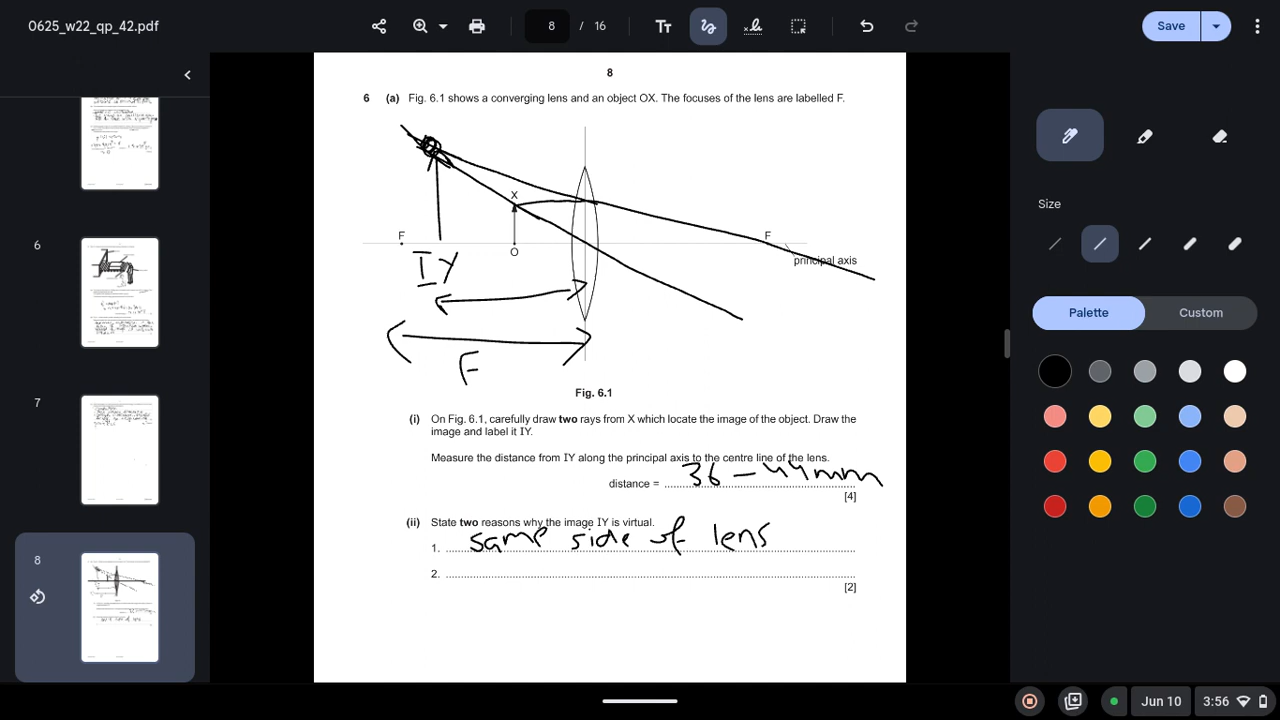 0625_w22_qp_42.pdf
8 / 16
Save
8
6 (a) Fig. 6.1 shows a converging lens and an object OX. The focuses of the lens are labelled F.
X
F
F
O
principal axis
IY
F
Fig. 6.1
(i) On Fig. 6.1, carefully draw two rays from X which locate the image of the object. Draw the
image and label it IY.
Measure the distance from IY along the principal axis to the centre line of the lens.
distance = 36 – 44mm
[4]
(ii) State two reasons why the image IY is virtual.
1. same side of lens
2.
[2]
6
7
8
Size
Palette
Custom
Jun 10
3:56